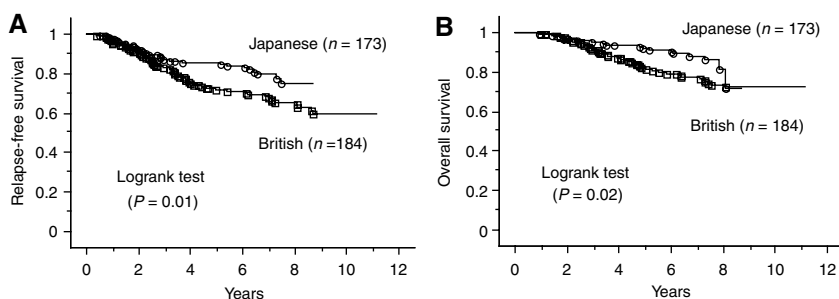 A
Relapse-free survival
1
0.8
0.6
0.4
0.2
0
Japanese (n = 173)
British (n =184)
Logrank test
(P = 0.01)
0 2 4 6 8 10 12
Years
B
Overall survival
1
0.8
0.6
0.4
0.2
0
Japanese (n = 173)
British (n = 184)
Logrank test
(P = 0.02)
0 2 4 6 8 10 12
Years